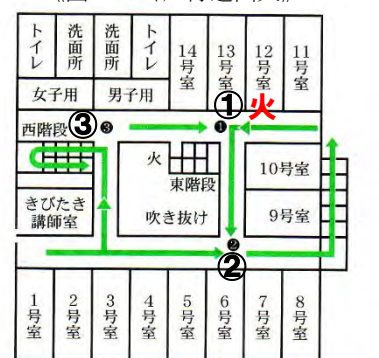 トイレ
洗面所
洗面所
トイレ
14号室
13号室
12号室
11号室
女子用
男子用
① 火
西階段 ③ ❸
❶
火
東階段
10号室
きびたき
講師室
吹き抜け
9号室
❷
②
1号室
2号室
3号室
4号室
5号室
6号室
7号室
8号室